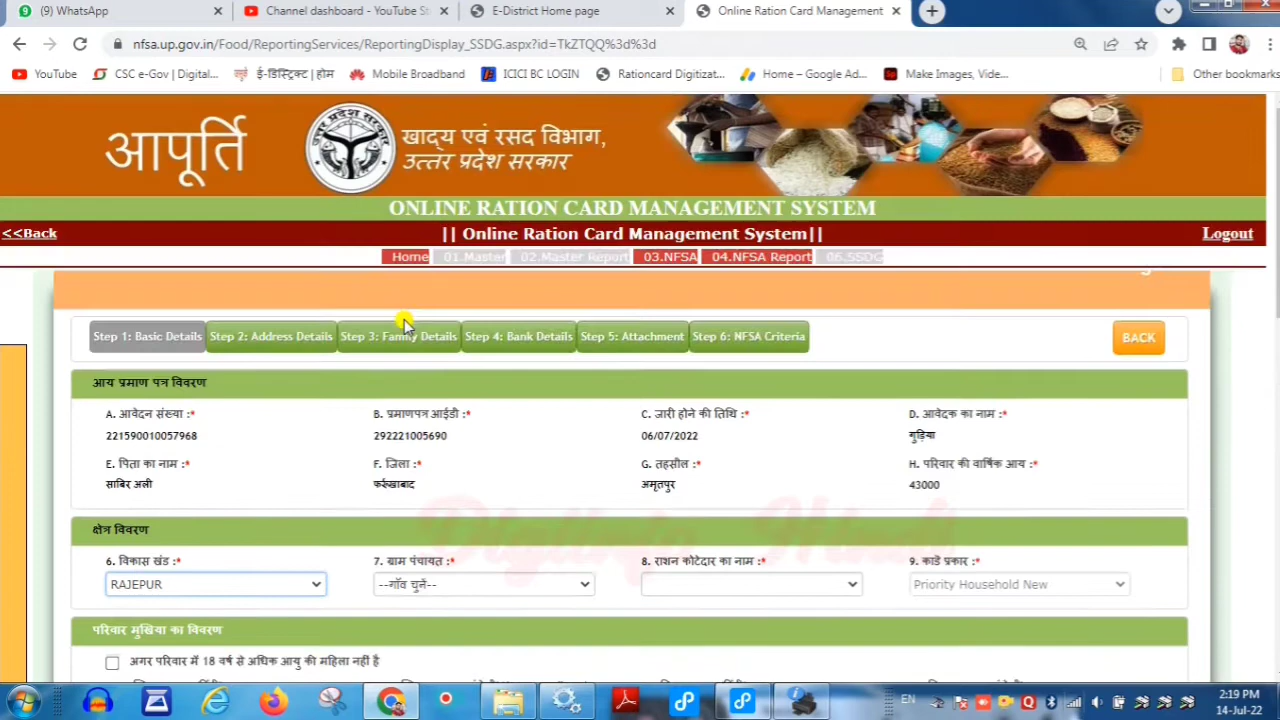 (9) WhatsApp
Channel dashboard - YouTube St
E-District Home page
Online Ration Card Management
nfsa.up.gov.in/Food/ReportingServices/ReportingDisplay_SSDG.aspx?id=TkZTQQ%3d%3d
YouTube
CSC e-Gov | Digital...
ई-डिस्ट्रिक्ट | होम
Mobile Broadband
ICICI BC LOGIN
Rationcard Digitizat...
Home – Google Ad...
Make Images, Vide...
Other bookmarks
आपूर्ति
खाद्य एवं रसद विभाग,
उत्तर प्रदेश सरकार
ONLINE RATION CARD MANAGEMENT SYSTEM
<<Back
|| Online Ration Card Management System||
Logout
Home
01.Master
02.Master Report
03.NFSA
04.NFSA Report
06.SSDG
Step 1: Basic Details
Step 2: Address Details
Step 3: Family Details
Step 4: Bank Details
Step 5: Attachment
Step 6: NFSA Criteria
BACK
आय प्रमाण पत्र विवरण
A. आवेदन संख्या :*
B. प्रमाणपत्र आईडी :*
C. जारी होने की तिथि :*
D. आवेदक का नाम :*
221590010057968
292221005690
06/07/2022
गुड़िया
E. पिता का नाम :*
F. जिला :*
G. तहसील :*
H. परिवार की वार्षिक आय :*
साबिर अली
फर्रुखाबाद
अमृतपुर
43000
क्षेत्र विवरण
6. विकास खंड :*
7. ग्राम पंचायत :*
8. राशन कोटेदार का नाम :*
9. कार्ड प्रकार :*
RAJEPUR
--गाँव चुनें--
Priority Household New
परिवार मुखिया का विवरण
अगर परिवार में 18 वर्ष से अधिक आयु की महिला नहीं है
EN
2:19 PM
14-Jul-22